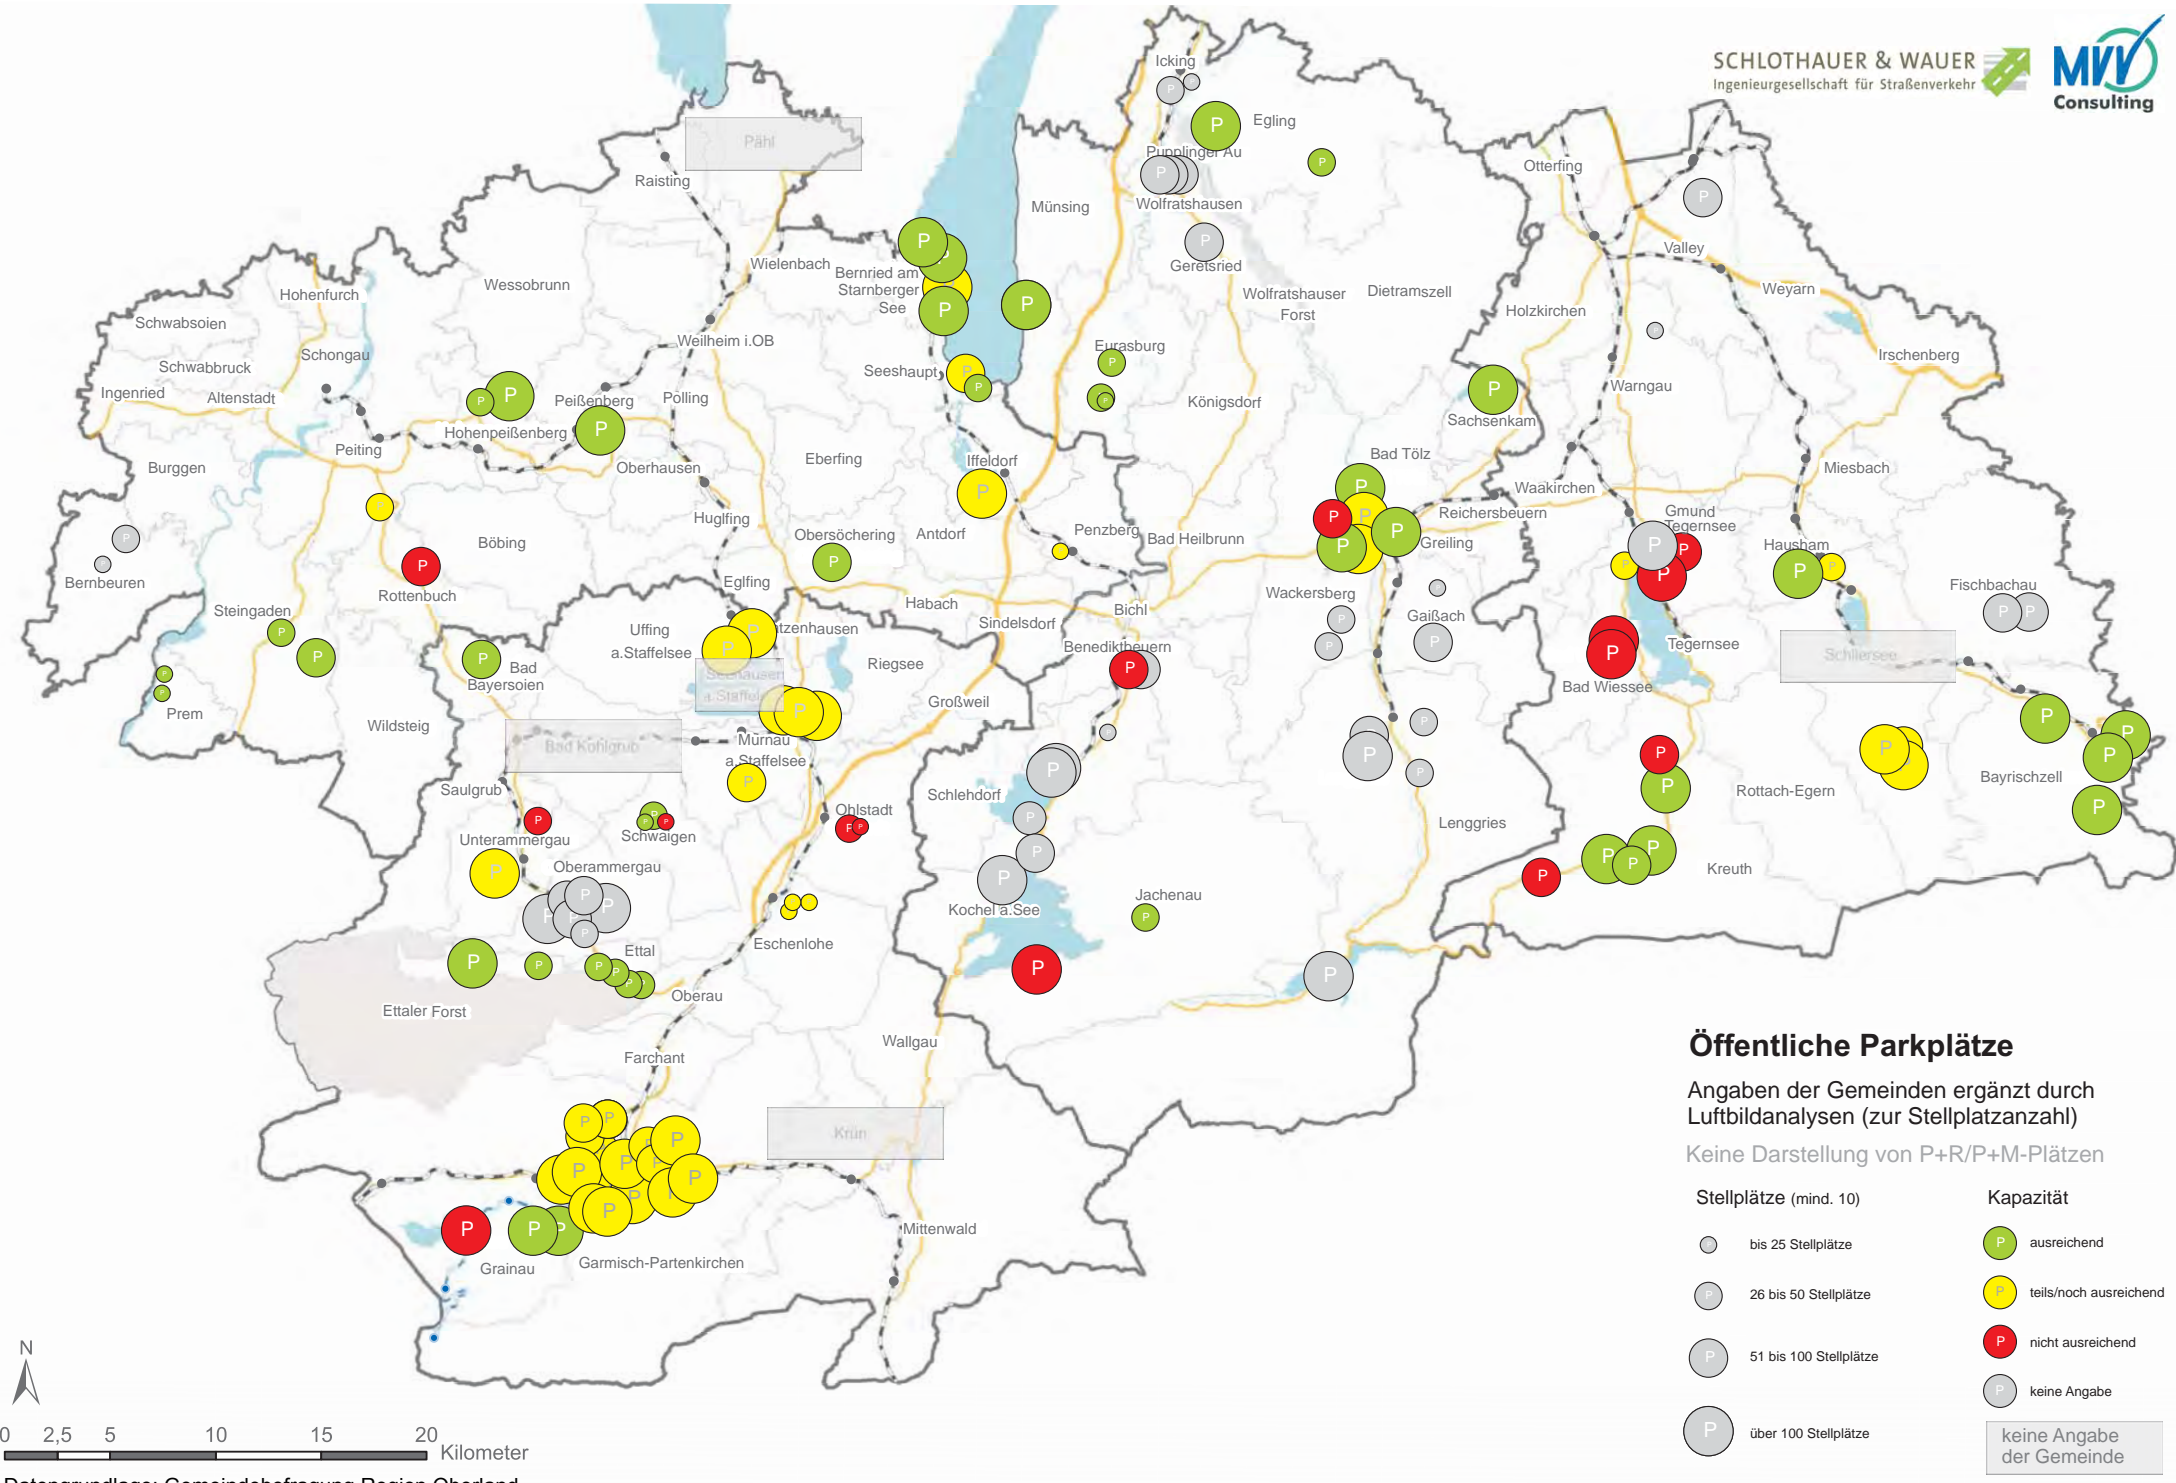 SCHLOTHAUER & WAUER
Ingenieurgesellschaft für Straßenverkehr
MVV
Consulting
Icking
Egling
Pähl
Pupplinger Au
Raisting
Otterfing
Münsing
Wolfratshausen
Valley
Wielenbach
Bernried am
Starnberger
See
Geretsried
Wessobrunn
Hohenfurch
Wolfratshauser
Forst
Dietramszell
Weyarn
Schwabsoien
Holzkirchen
Schongau
Weilheim i.OB
Eurasburg
Irschenberg
Schwabbruck
Seeshaupt
Warngau
Ingenried
Altenstadt
Peißenberg
Polling
Königsdorf
Sachsenkam
Hohenpeißenberg
Peiting
Bad Tölz
Burggen
Oberhausen
Eberfing
Iffeldorf
Miesbach
Waakirchen
Huglfing
Reichersbeuern
Gmund
Tegernsee
Obersöchering
Antdorf
Penzberg
Bad Heilbrunn
Greiling
Hausham
Böbing
Bernbeuren
Eglfing
Rottenbuch
Wackersberg
Fischbachau
Steingaden
Habach
Bichl
Gaißach
Uffing
a.Staffelsee
Sindelsdorf
Tegernsee
Benediktbeuern
Schliersee
Riegsee
Bad
Bayersoien
Seehausen
a.Staffelsee
Bad Wiessee
Prem
Wildsteig
Großweil
Bad Kohlgrub
Murnau
a.Staffelsee
Bayrischzell
Saulgrub
Schlehdorf
Rottach-Egern
Ohlstadt
Lenggries
Schwaigen
Unterammergau
Oberammergau
Kreuth
Jachenau
Kochel a.See
Eschenlohe
Ettal
Oberau
Ettaler Forst
Wallgau
Farchant
Krün
Mittenwald
Grainau
Garmisch-Partenkirchen
Öffentliche Parkplätze
Angaben der Gemeinden ergänzt durch
Luftbildanalysen (zur Stellplatzanzahl)
Keine Darstellung von P+R/P+M-Plätzen
Stellplätze (mind. 10)
Kapazität
bis 25 Stellplätze
P ausreichend
P 26 bis 50 Stellplätze
P teils/noch ausreichend
P 51 bis 100 Stellplätze
P nicht ausreichend
P keine Angabe
P über 100 Stellplätze
keine Angabe
der Gemeinde
N
0 2,5 5 10 15 20
Kilometer
Datengrundlage: Gemeindebefragung Region Oberland